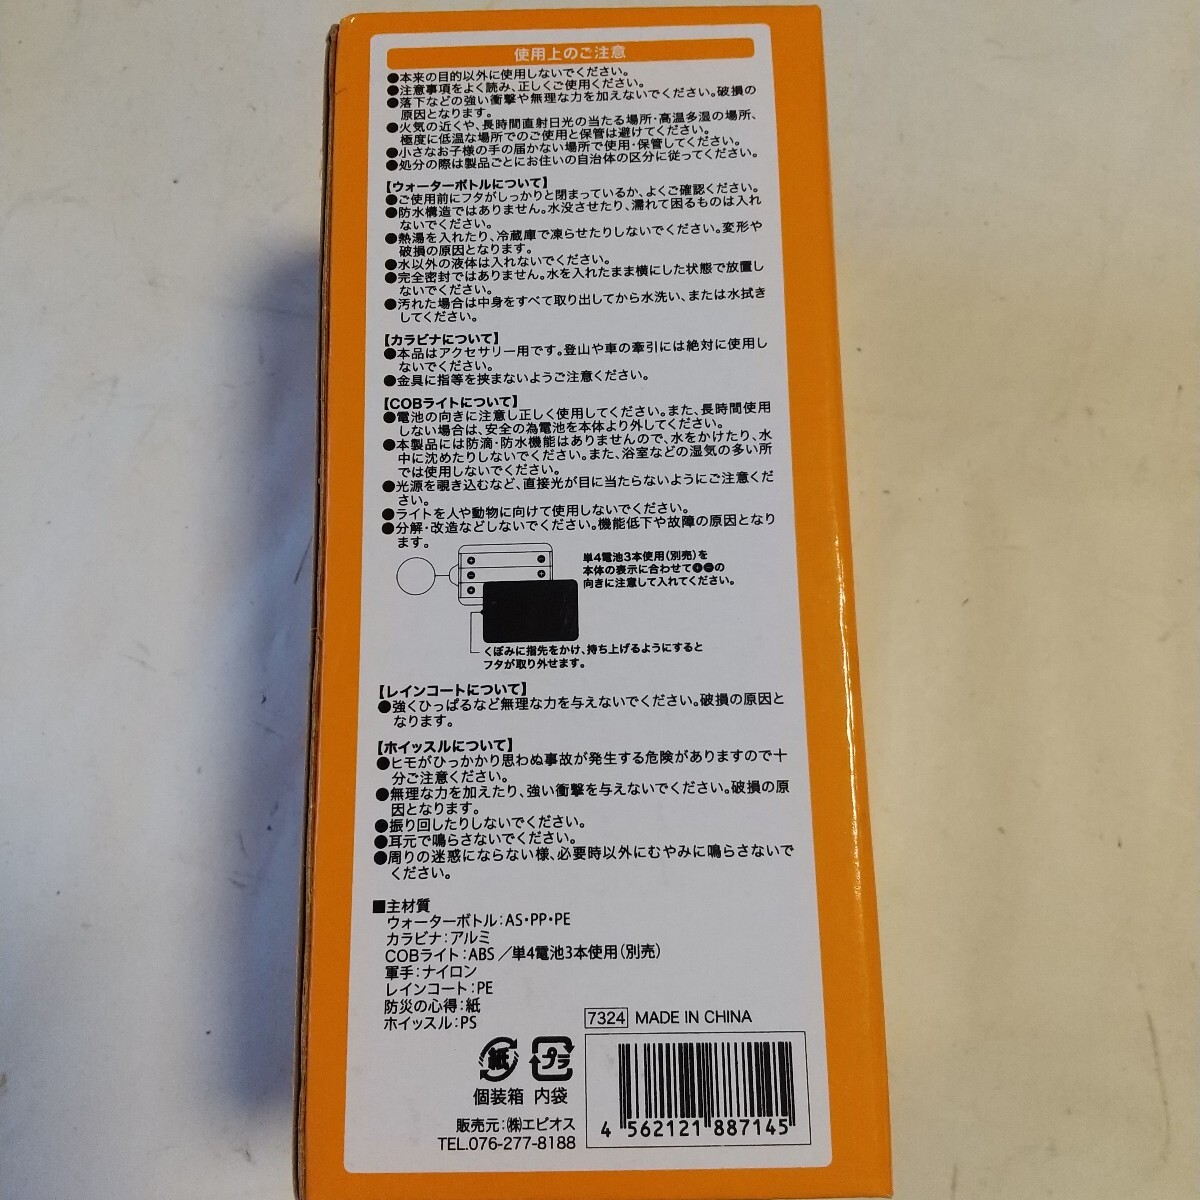 使用上のご注意
●本来の目的以外に使用しないでください。
●注意事項をよく読み、正しくご使用ください。
●落下などの強い衝撃や無理な力を加えないでください。破損の
原因となります。
●火気の近くや、長時間直射日光の当たる場所・高温多湿の場所、
極度に低温な場所でのご使用と保管は避けてください。
●小さなお子様の手の届かない場所で使用・保管してください。
●処分の際は製品ごとにお住いの自治体の区分に従ってください。
【ウォーターボトルについて】
●ご使用前にフタがしっかりと閉まっているか、よくご確認ください。
●防水構造ではありません。水没させたり、濡れて困るものは入れ
ないでください。
●熱湯を入れたり、冷蔵庫で凍らせたりしないでください。変形や
破損の原因となります。
●水以外の液体は入れないでください。
●完全密封ではありません。水を入れたまま横にした状態で放置し
ないでください。
●汚れた場合は中身をすべて取り出してから水洗い、または水拭き
してください。
【カラビナについて】
●本品はアクセサリー用です。登山や車の牽引には絶対に使用し
ないでください。
●金具に指等を挟まないようご注意ください。
【COBライトについて】
●電池の向きに注意し正しく使用してください。また、長時間使用
しない場合は、安全の為電池を本体より外してください。
●本製品には防滴・防水機能はありませんので、水をかけたり、水
中に沈めたりしないでください。また、浴室などの湿気の多い所
では使用しないでください。
●光源を覗き込むなど、直接光が目に当たらないようにご注意くだ
さい。
●ライトを人や動物に向けて使用しないでください。
●分解・改造などしないでください。機能低下や故障の原因となり
ます。
単4電池3本使用(別売)を
本体の表示に合わせて⊕⊖の
向きに注意して入れてください。
くぼみに指先をかけ、持ち上げるようにすると
フタが取り外せます。
【レインコートについて】
●強くひっぱるなど無理な力を与えないでください。破損の原因と
なります。
【ホイッスルについて】
●ヒモがひっかかり思わぬ事故が発生する危険がありますので十
分ご注意ください。
●無理な力を加えたり、強い衝撃を与えないでください。破損の原
因となります。
●振り回したりしないでください。
●耳元で鳴らさないでください。
●周りの迷惑にならない様、必要時以外にむやみに鳴らさないで
ください。
■主材質
ウォーターボトル:AS・PP・PE
カラビナ:アルミ
COBライト:ABS／単4電池3本使用(別売)
軍手:ナイロン
レインコート:PE
防災の心得:紙
ホイッスル:PS
7324 MADE IN CHINA
紙 プラ
個装箱 内袋
販売元:㈱エピオス
TEL.076-277-8188
4 562121 887145